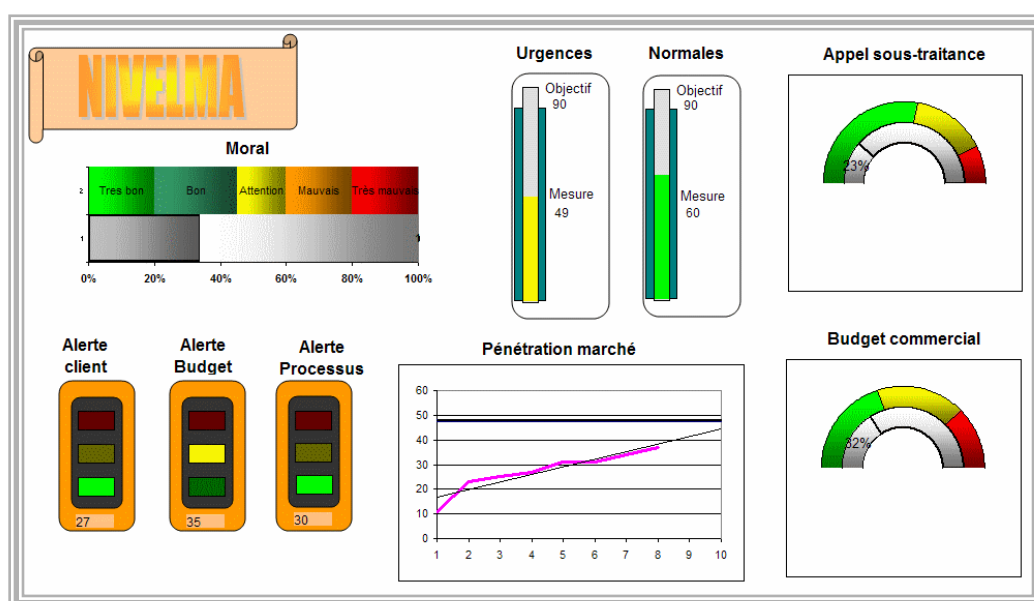 NIVELMA
Moral
2
Tres bon
Bon
Attention
Mauvais
Très mauvais
1
1
0%
20%
40%
60%
80%
100%
Urgences
Objectif
90
Mesure
49
Normales
Objectif
90
Mesure
60
Appel sous-traitance
23%
Alerte
client
27
Alerte
Budget
35
Alerte
Processus
30
Pénétration marché
60
50
40
30
20
10
0
1
2
3
4
5
6
7
8
9
10
Budget commercial
32%